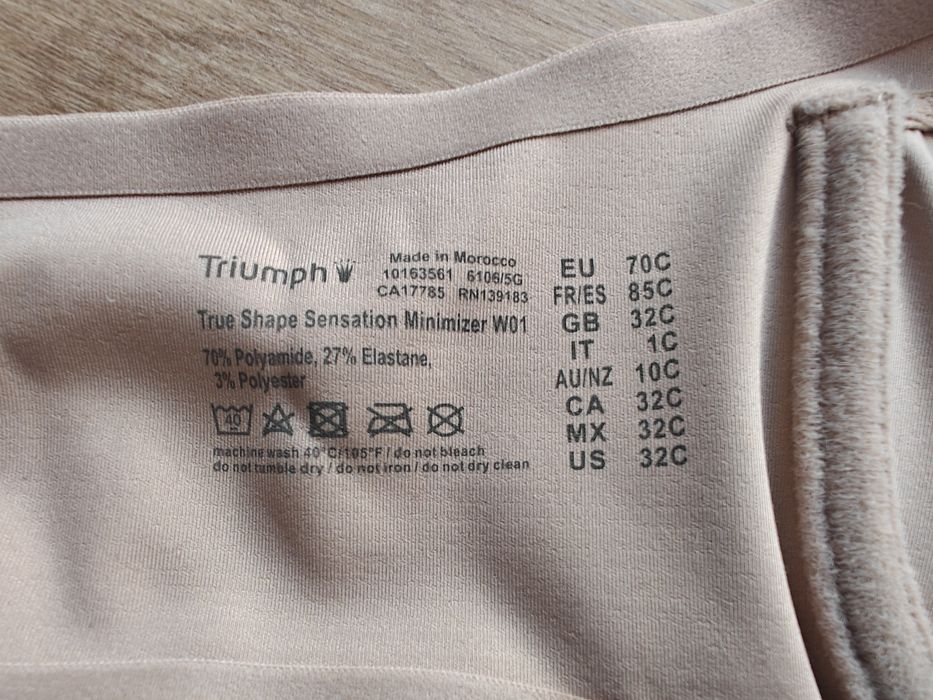 Triumph
Made in Morocco
10163561 6106/5G
CA17785 RN139183
True Shape Sensation Minimizer W01
70% Polyamide, 27% Elastane,
3% Polyester
40
machine wash 40°C/105°F / do not bleach
do not tumble dry / do not iron / do not dry clean
EU 70C
FR/ES 85C
GB 32C
IT 1C
AU/NZ 10C
CA 32C
MX 32C
US 32C